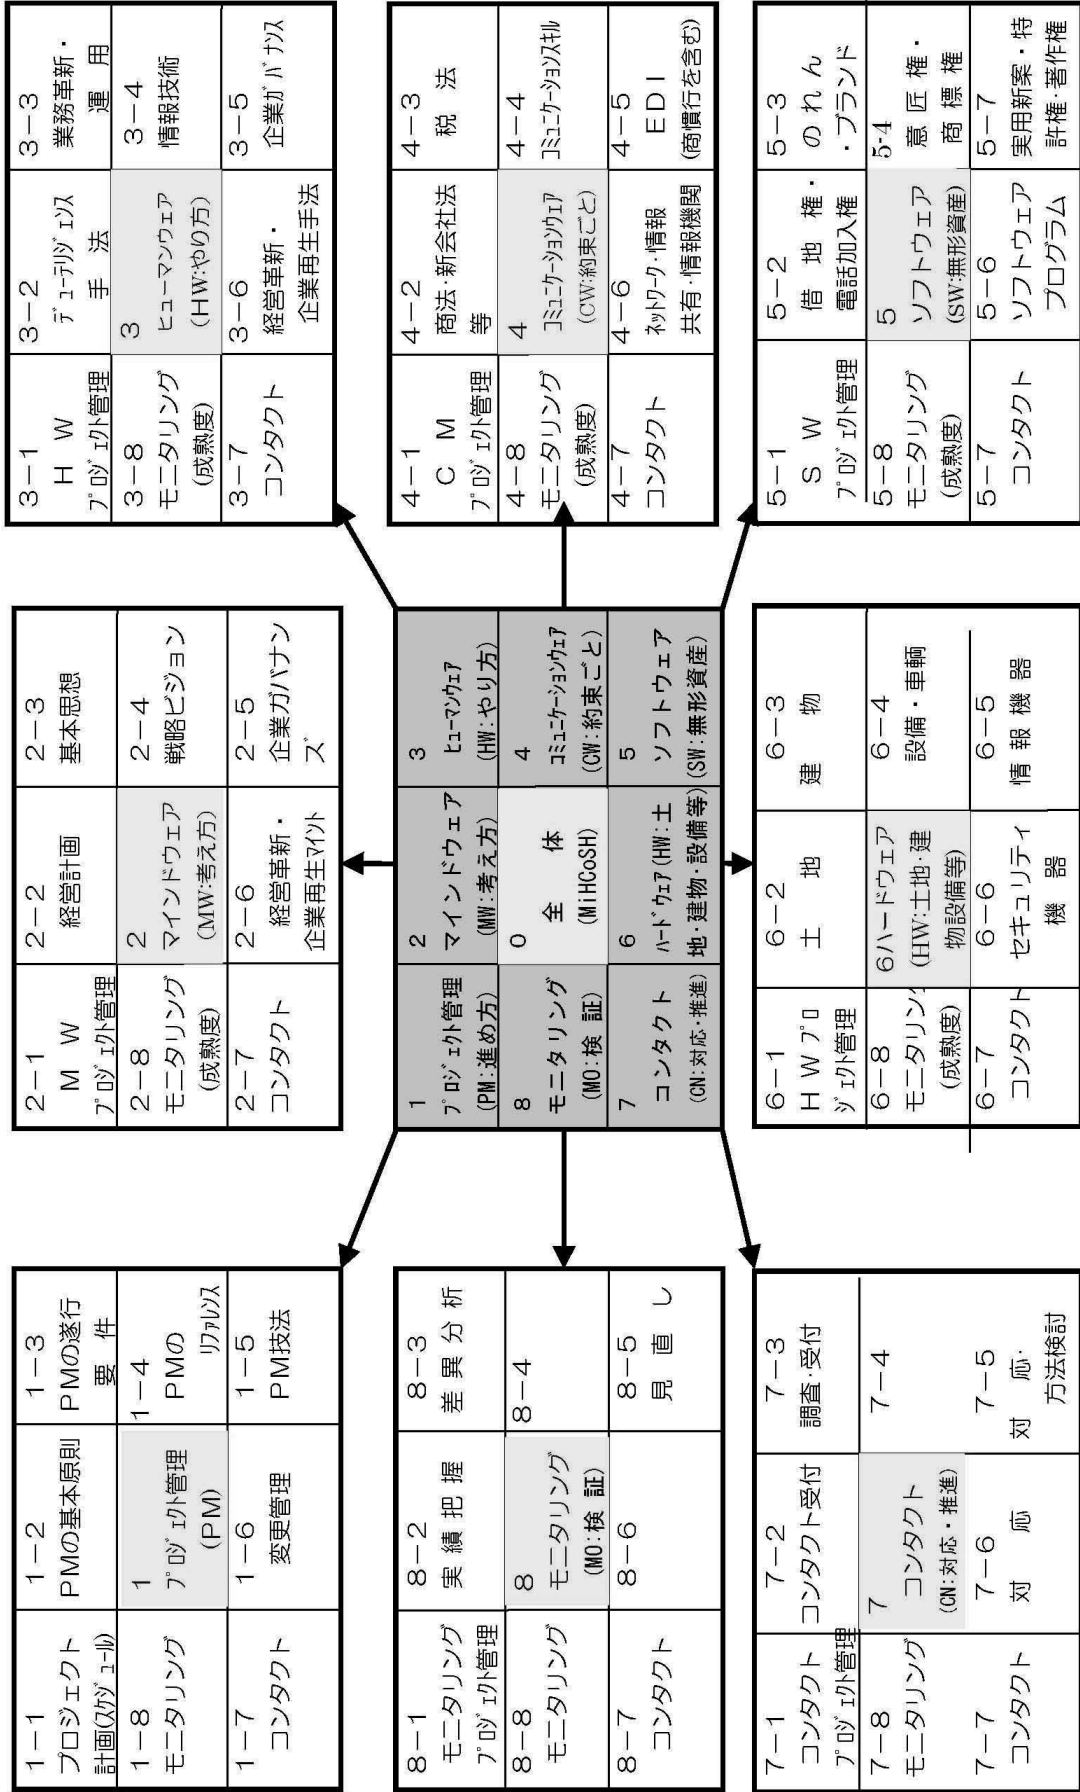 1－1
プロジェクト
計画(スケジュール)
1－2
PMの基本原則
1－3
PMの遂行
要件
1－8
モニタリング
1
プロジェクト管理
(PM)
1－4
PMの
リファレンス
1－7
コンタクト
1－6
変更管理
1－5
PM技法
2－1
M W
プロジェクト管理
2－2
経営計画
2－3
基本思想
2－8
モニタリング
(成熟度)
2
マインドウェア
(MW:考え方)
2－4
戦略ビジョン
2－7
コンタクト
2－6
経営革新・
企業再生マイント
2－5
企業ガバナン
ズ
3－1
H W
プロジェクト管理
3－2
デューテリジェンス
手 法
3－3
業務革新・
運 用
3－8
モニタリング
(成熟度)
3
ヒューマンウェア
(HW:やり方)
3－4
情報技術
3－7
コンタクト
3－6
経営革新・
企業再生手法
3－5
企業ガバナンス
8－1
モニタリング
プロジェクト管理
8－2
実 績 把 握
8－3
差 異 分 析
8－8
モニタリング
8
モニタリング
(MO:検 証)
8－4
8－7
コンタクト
8－6
8－5
見 直 し
1
プロジェクト管理
(PM:進め方)
2
マインドウェア
(MW:考え方)
3
ヒューマンウェア
(HW:やり方)
8
モニタリング
(MO:検 証)
0
全 体
(MiHCoSH)
4
コミュニケーションウェア
(CW:約束ごと)
7
コンタクト
(CN:対応・推進)
6
ハードウェア(HW:土
地・建物・設備等)
5
ソフトウェア
(SW:無形資産)
4－1
C M
プロジェクト管理
4－2
商法・新会社法
等
4－3
税 法
4－8
モニタリング
(成熟度)
4
コミュニケーションウェア
(CW:約束ごと)
4－4
コミュニケーションスキル
4－7
コンタクト
4－6
ネットワーク・情報
共有・情報機関
4－5
E D I
(商慣行を含む)
7－1
コンタクト
プロジェクト管理
7－2
コンタクト受付
7－3
調査・受付
7－8
モニタリング
7
コンタクト
(CN:対応・推進)
7－4
7－7
コンタクト
7－6
対 応
7－5
対 応・
方法検討
6－1
H W プロ
ジェクト管理
6－2
土 地
6－3
建 物
6－8
モニタリング
(成熟度)
6ハードウェア
(HW:土地・建
物設備等)
6－4
設備・車輌
6－7
コンタクト
6－6
セキュリティ
機 器
6－5
情 報 機 器
5－1
S W
プロジェクト管理
5－2
借 地 権・
電話加入権
5－3
の れ ん
・ブランド
5－8
モニタリング
(成熟度)
5
ソフトウェア
(SW:無形資産)
5-4
意 匠 権・
商 標 権
5－7
コンタクト
5－6
ソフトウェア
プログラム
5－7
実用新案・特
許権・著作権